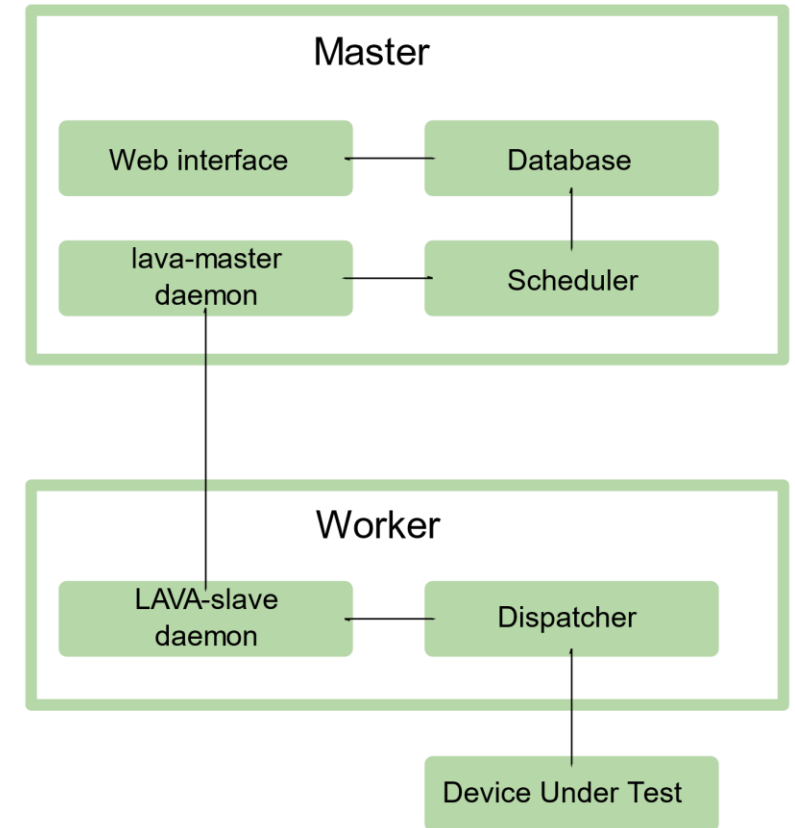 Master
Web interface
Database
lava-master
daemon
Scheduler
Worker
LAVA-slave
daemon
Dispatcher
Device Under Test